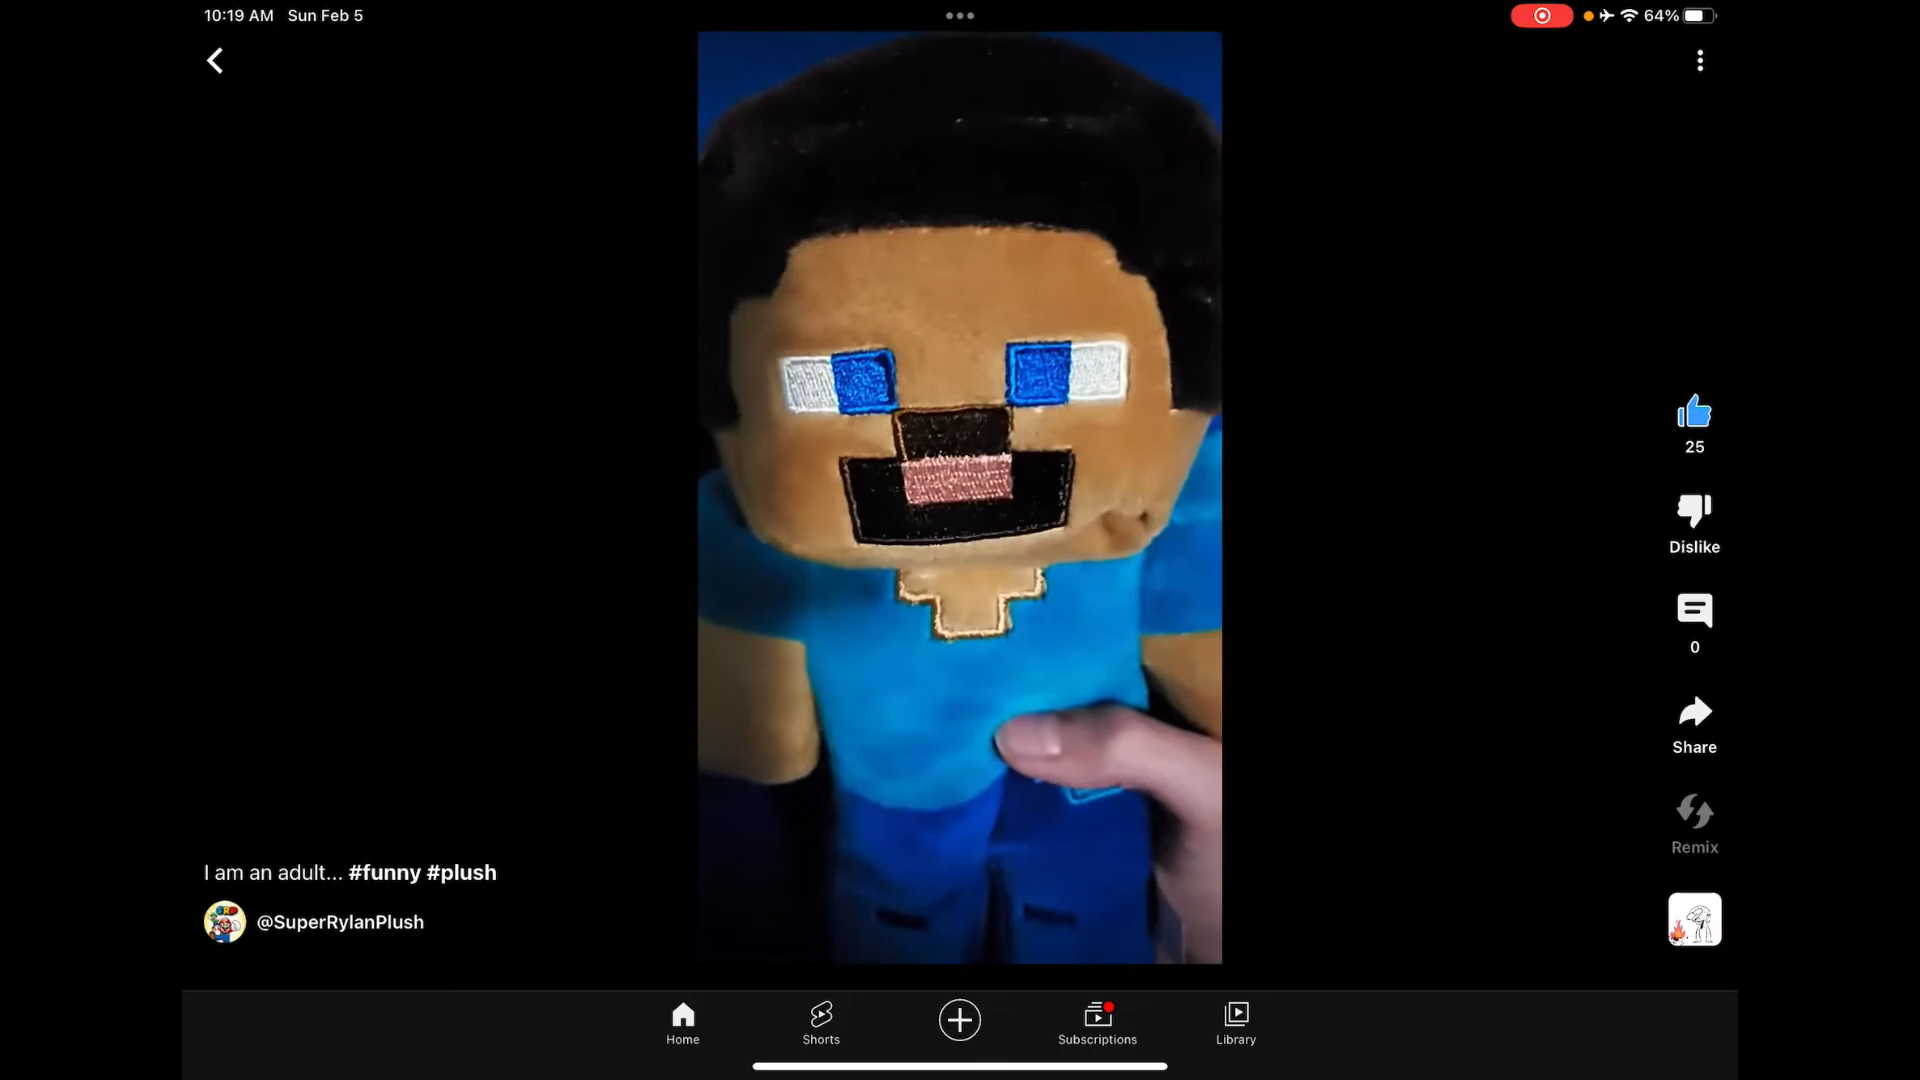 10:19 AM Sun Feb 5
64%
25
Dislike
0
Share
Remix
I am an adult... #funny #plush
@SuperRylanPlush
Home
Shorts
Subscriptions
Library